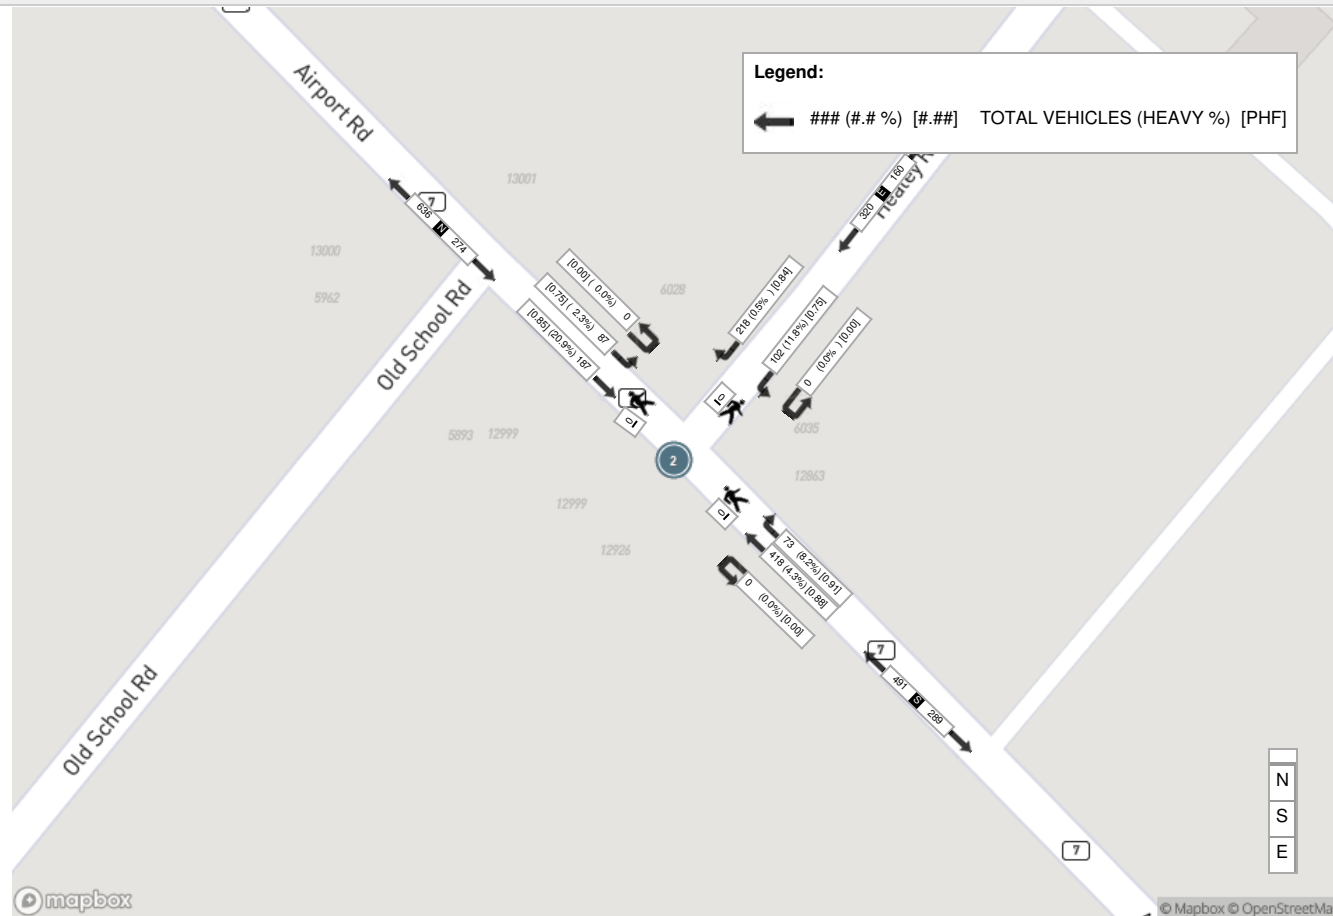 Legend:
### (#.# %) [#.##] TOTAL VEHICLES (HEAVY %) [PHF]
Airport Rd
13001
7
636 N 274
13000
5962
160
320 E
Old School Rd
[0.00] ( 0.0%) 0
[0.75] ( 2.3%) 87
[0.85] (20.9%) 187
6028
218 (0.5% ) [0.84]
102 (11.8%) [0.75]
0 (0.0% ) [0.00]
0
0
6035
5893 12999
2
12863
12999
0
12926
73 (8.2%) [0.91]
418 (4.3%) [0.88]
0 (0.0%) [0.00]
7
491 S 289
Old School Rd
N
S
E
7
mapbox
© Mapbox © OpenStreetMa